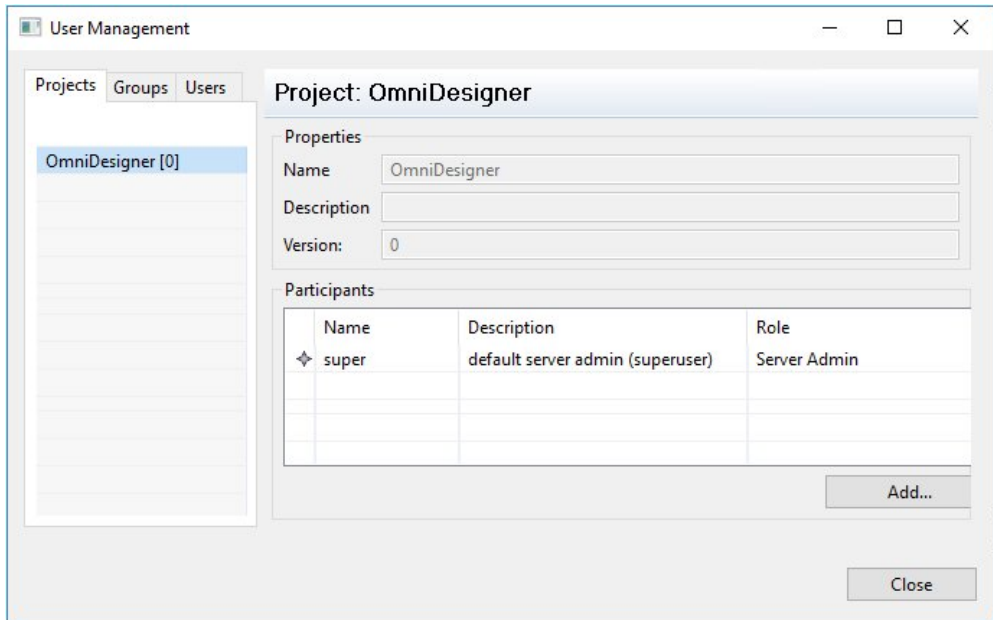 User Management
Projects Groups Users
OmniDesigner [0]
Project: OmniDesigner
Properties
Name OmniDesigner
Description
Version: 0
Participants
Name Description Role
super default server admin (superuser) Server Admin
Add...
Close